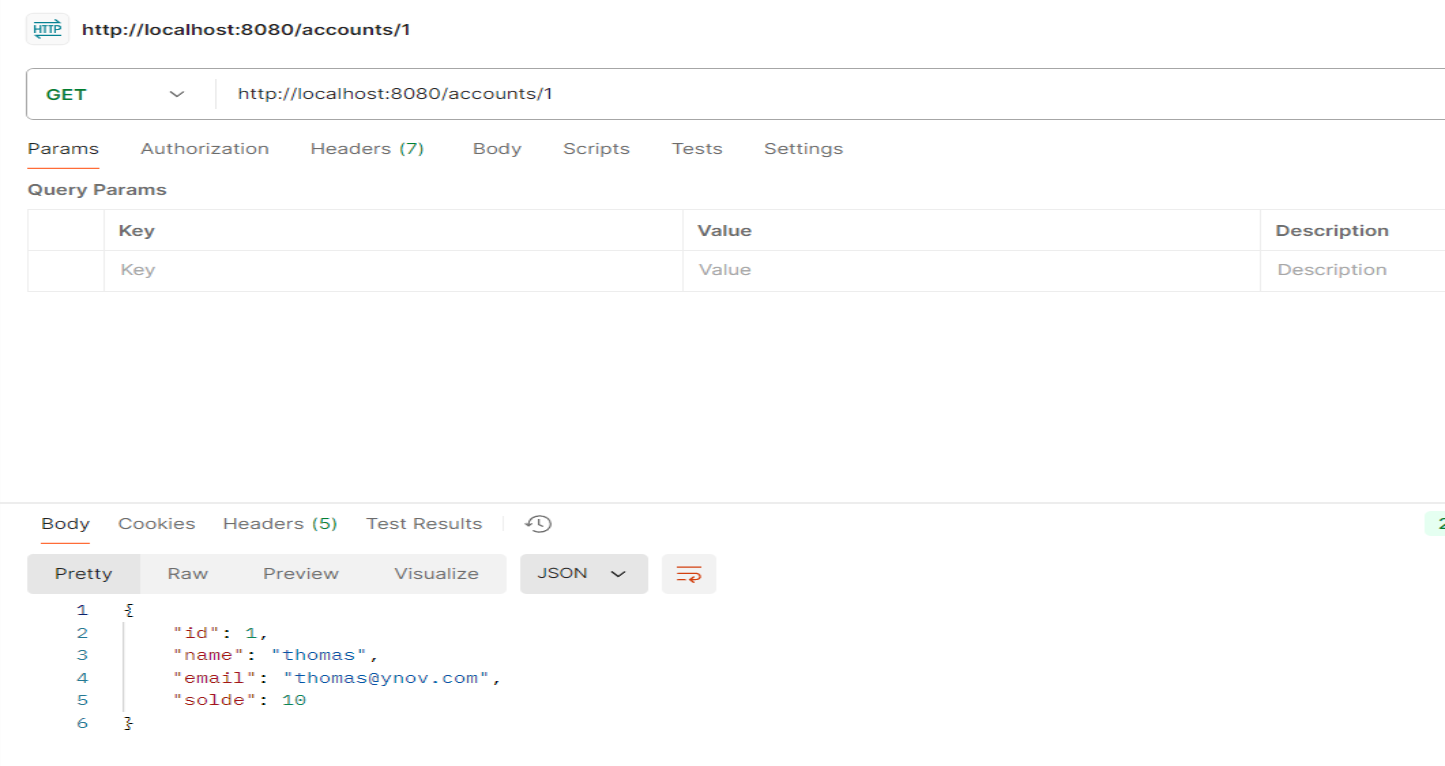 HTTP http://localhost:8080/accounts/1
GET http://localhost:8080/accounts/1
Params Authorization Headers (7) Body Scripts Tests Settings
Query Params
Key Value Description
Key Value Description
Body Cookies Headers (5) Test Results 2
Pretty Raw Preview Visualize JSON
1 {
2 "id": 1,
3 "name": "thomas",
4 "email": "thomas@ynov.com",
5 "solde": 10
6 }